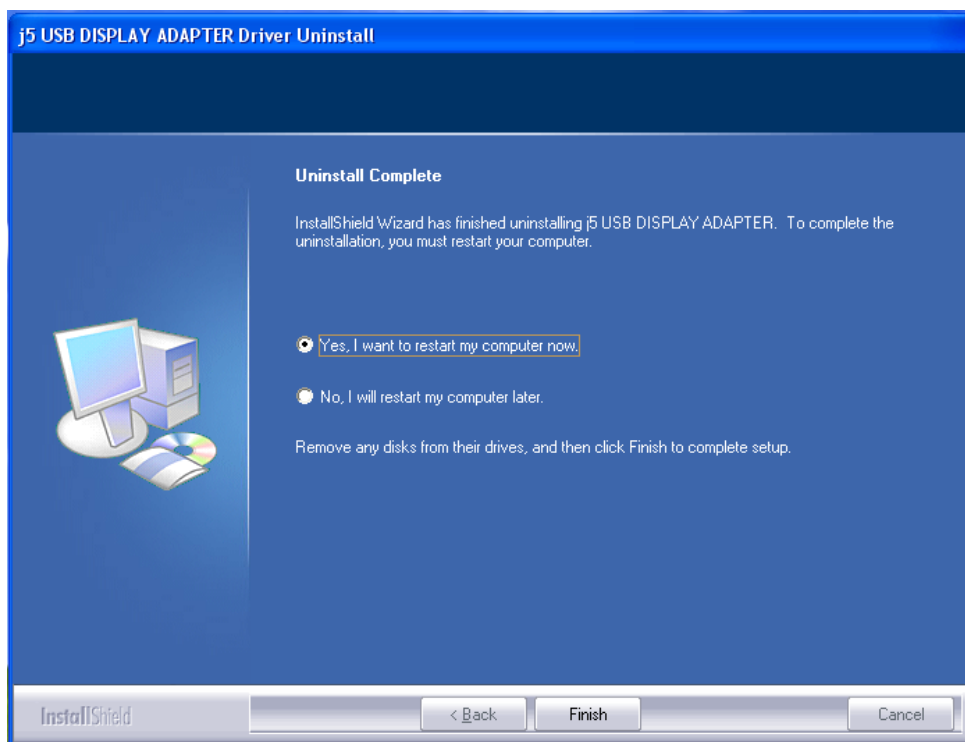 j5 USB DISPLAY ADAPTER Driver Uninstall
Uninstall Complete
InstallShield Wizard has finished uninstalling j5 USB DISPLAY ADAPTER. To complete the
uninstallation, you must restart your computer.
Yes, I want to restart my computer now.
No, I will restart my computer later.
Remove any disks from their drives, and then click Finish to complete setup.
InstallShield
< Back
Finish
Cancel